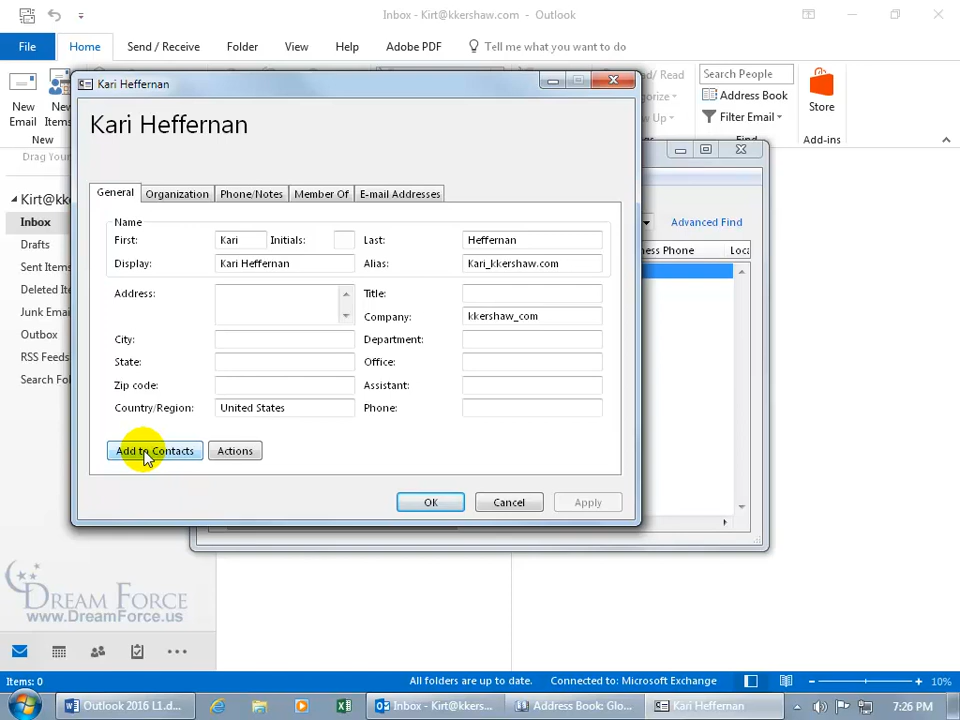 Inbox - Kirt@kkershaw.com - Outlook
File Home Send / Receive Folder View Help Adobe PDF Tell me what you want to do
Kari Heffernan
Search People
Address Book
Filter Email
New Email
New Items
New
Store
Add-ins
Kari Heffernan
General Organization Phone/Notes Member Of E-mail Addresses
Name
First: Kari Initials: Last: Heffernan
Display: Kari Heffernan Alias: Kari_kkershaw.com
Address: Title:
Company: kkershaw_com
City: Department:
State: Office:
Zip code: Assistant:
Country/Region: United States Phone:
Add to Contacts Actions
OK Cancel Apply
Advanced Find
Phone
Inbox
Drafts
Sent Items
Deleted
Junk Email
Outbox
RSS Feeds
Search
DREAM FORCE
www.DreamForce.us
Items: 0 All folders are up to date. Connected to: Microsoft Exchange 10%
Outlook 2016 L1.d... Inbox - Kirt@kkers... Address Book: Glo... Kari Heffernan 7:26 PM